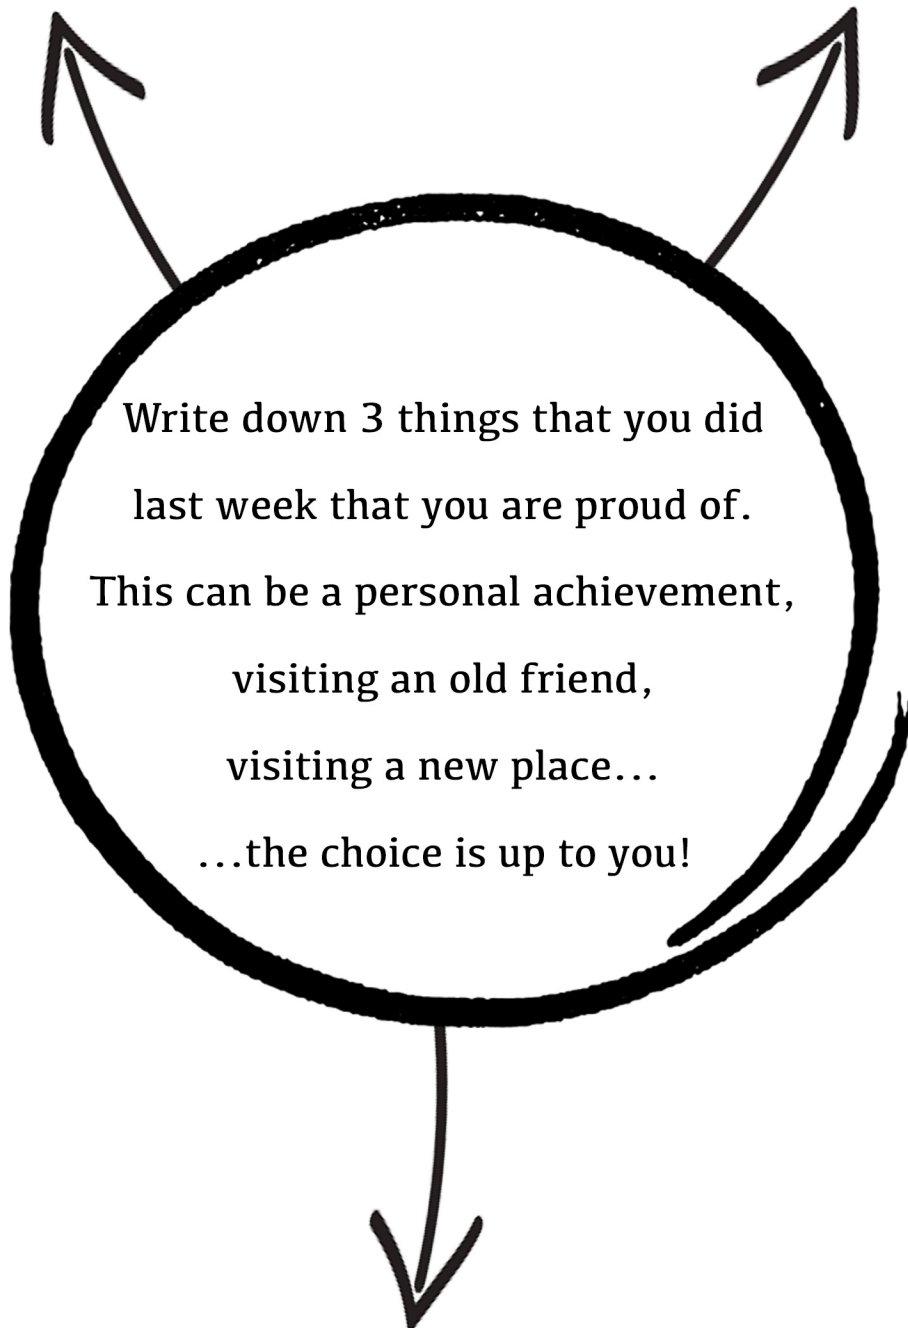 Write down 3 things that you did
last week that you are proud of.
This can be a personal achievement,
visiting an old friend,
visiting a new place...
...the choice is up to you!